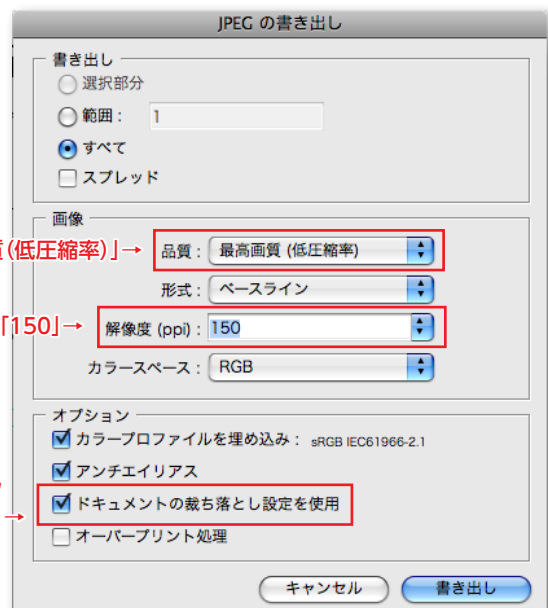 JPEG の書き出し
書き出し
選択部分
範囲： 1
すべて
スプレッド
画像
(低圧縮率)」→ 品質： 最高画質 (低圧縮率)
形式： ベースライン
「150」→ 解像度 (ppi)： 150
カラースペース： RGB
オプション
カラープロファイルを埋め込み： sRGB IEC61966-2.1
アンチエイリアス
→ ドキュメントの裁ち落とし設定を使用
オーバープリント処理
キャンセル 書き出し